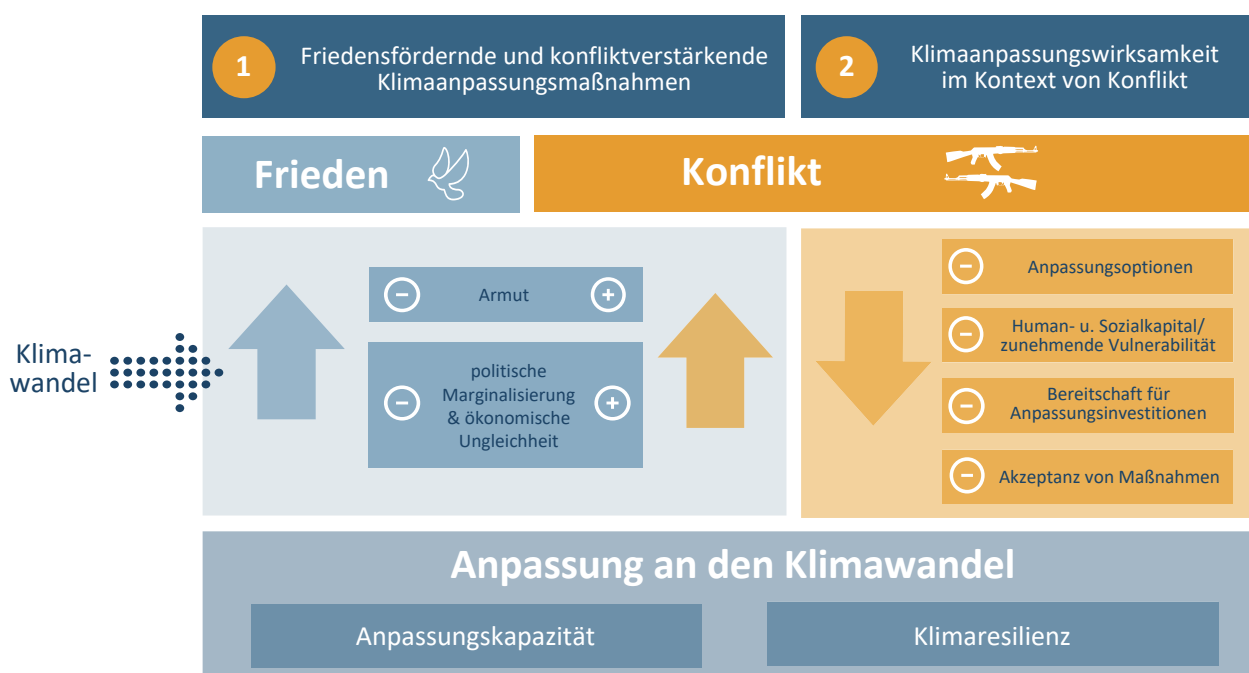 1
Friedensfördernde und konfliktverstärkende
Klimaanpassungsmaßnahmen
2
Klimaanpassungswirksamkeit
im Kontext von Konflikt
Frieden
Konflikt
Klima-
wandel
− Armut +
− politische
Marginalisierung
& ökonomische
Ungleichheit +
− Anpassungsoptionen
− Human- u. Sozialkapital/
zunehmende Vulnerabilität
− Bereitschaft für
Anpassungsinvestitionen
− Akzeptanz von Maßnahmen
Anpassung an den Klimawandel
Anpassungskapazität
Klimaresilienz